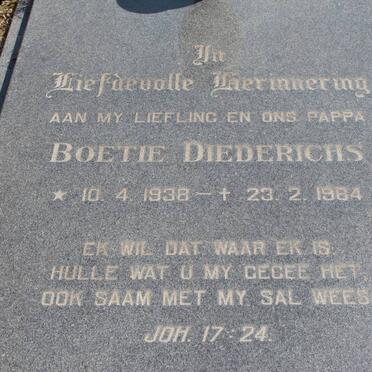 In
Liefdevolle Herinnering
AAN MY LIEFLING EN ONS PAPPA
BOETIE DIEDERICHS
★ 10. 4. 1938 — ✝ 23. 2. 1984
EK WIL DAT WAAR EK IS,
HULLE WAT U MY GEGEE HET,
OOK SAAM MET MY SAL WEES
JOH. 17:24.